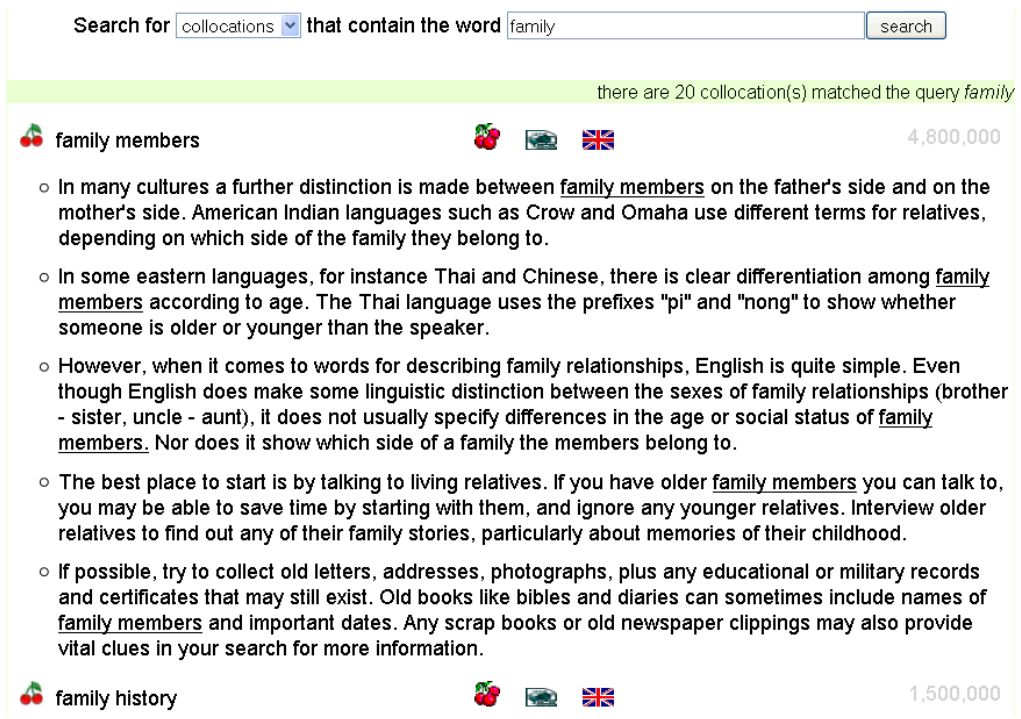 Search for collocations that contain the word family search
there are 20 collocation(s) matched the query family
family members 4,800,000
In many cultures a further distinction is made between family members on the father's side and on the
mother's side. American Indian languages such as Crow and Omaha use different terms for relatives,
depending on which side of the family they belong to.
In some eastern languages, for instance Thai and Chinese, there is clear differentiation among family
members according to age. The Thai language uses the prefixes "pi" and "nong" to show whether
someone is older or younger than the speaker.
However, when it comes to words for describing family relationships, English is quite simple. Even
though English does make some linguistic distinction between the sexes of family relationships (brother
- sister, uncle - aunt), it does not usually specify differences in the age or social status of family
members. Nor does it show which side of a family the members belong to.
The best place to start is by talking to living relatives. If you have older family members you can talk to,
you may be able to save time by starting with them, and ignore any younger relatives. Interview older
relatives to find out any of their family stories, particularly about memories of their childhood.
If possible, try to collect old letters, addresses, photographs, plus any educational or military records
and certificates that may still exist. Old books like bibles and diaries can sometimes include names of
family members and important dates. Any scrap books or old newspaper clippings may also provide
vital clues in your search for more information.
family history 1,500,000